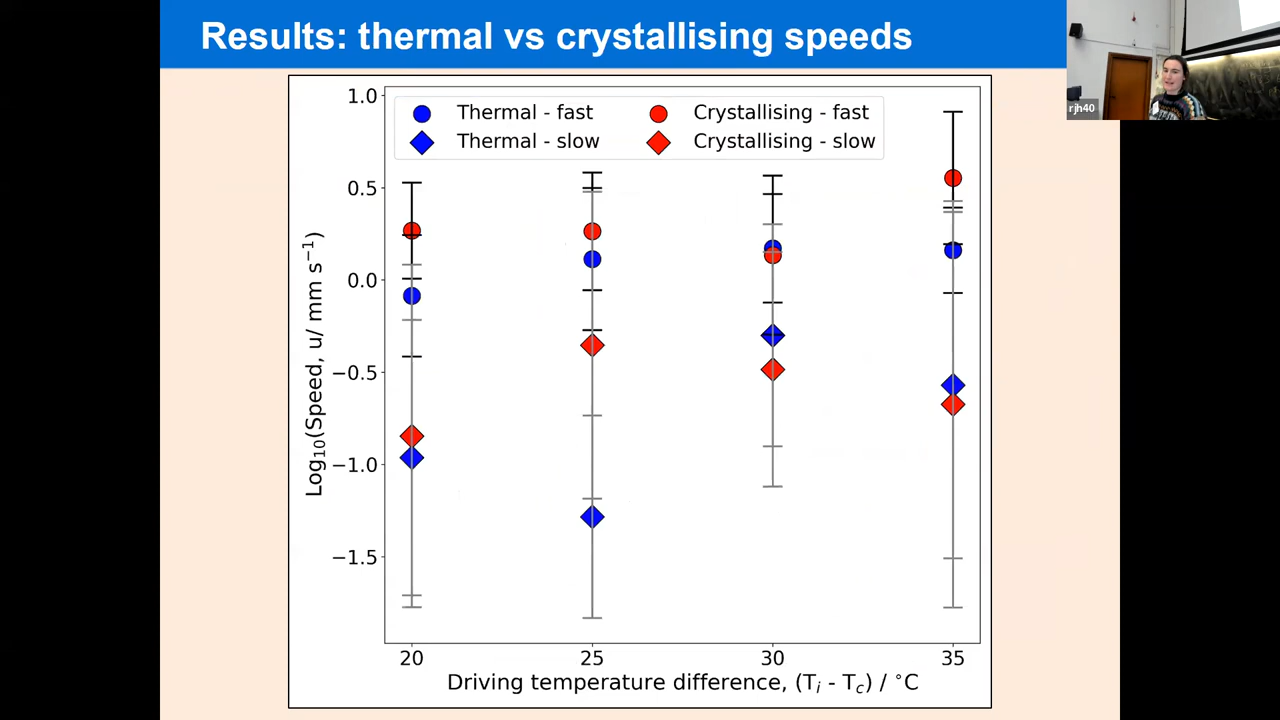 Results: thermal vs crystallising speeds
rjh40
Thermal - fast
Crystallising - fast
Thermal - slow
Crystallising - slow
1.0
0.5
0.0
−0.5
−1.0
−1.5
Log10(Speed, u/ mm s−1)
20
25
30
35
Driving temperature difference, (Ti - Tc) / °C